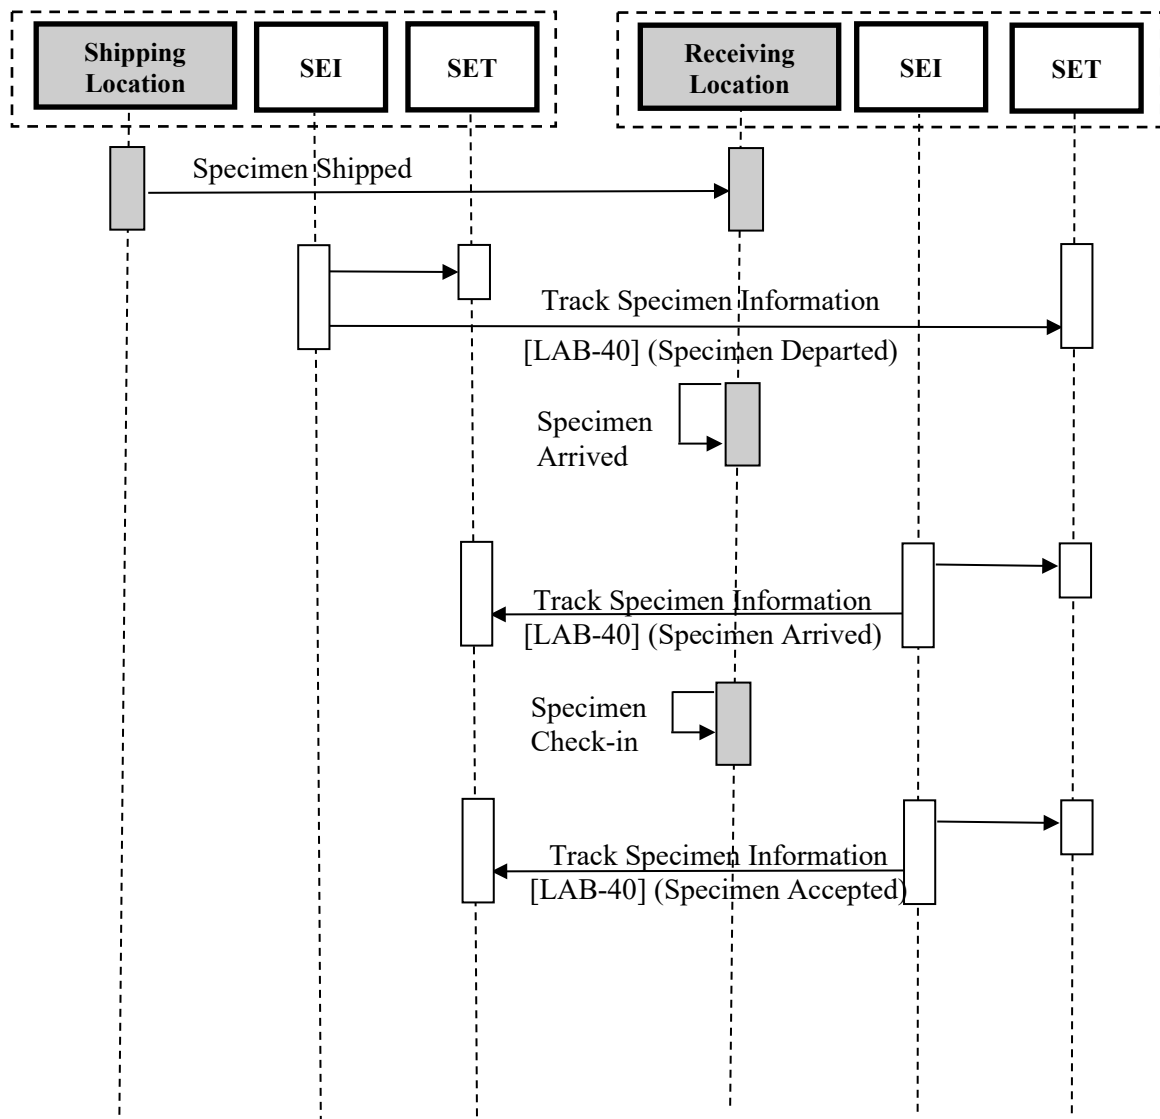 Shipping
Location
SEI
SET
Receiving
Location
SEI
SET
Specimen Shipped
Track Specimen Information
[LAB-40] (Specimen Departed)
Specimen
Arrived
Track Specimen Information
[LAB-40] (Specimen Arrived)
Specimen
Check-in
Track Specimen Information
[LAB-40] (Specimen Accepted)